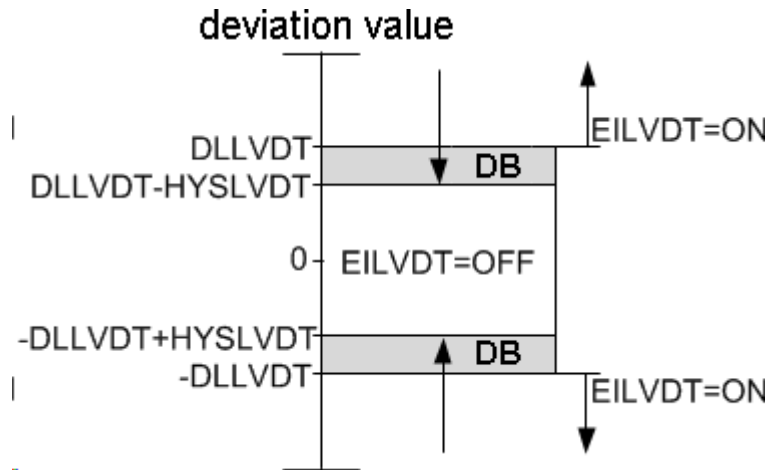 deviation value
DLLVDT
EILVDT=ON
DB
DLLVDT-HYSLVDT
0
EILVDT=OFF
-DLLVDT+HYSLVDT
DB
-DLLVDT
EILVDT=ON